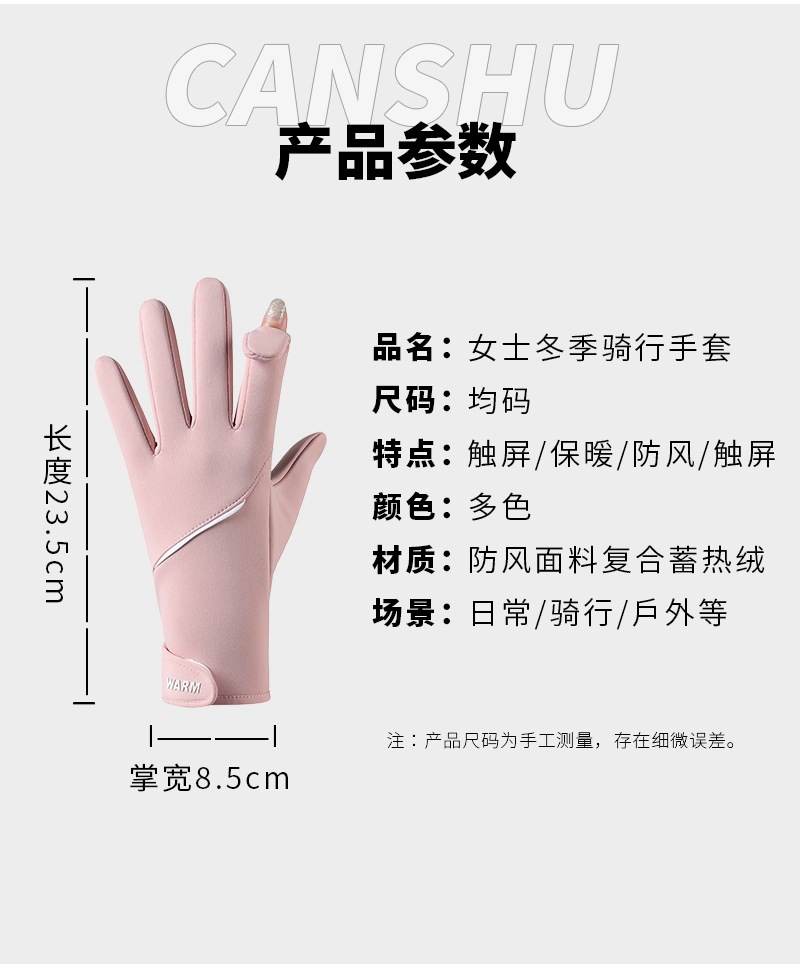 CANSHU
产品参数
品名：女士冬季骑行手套
尺码：均码
特点：触屏/保暖/防风/触屏
颜色：多色
材质：防风面料复合蓄热绒
场景：日常/骑行/戶外等
长度23.5cm
WARM
注：产品尺码为手工测量，存在细微误差。
掌宽8.5cm